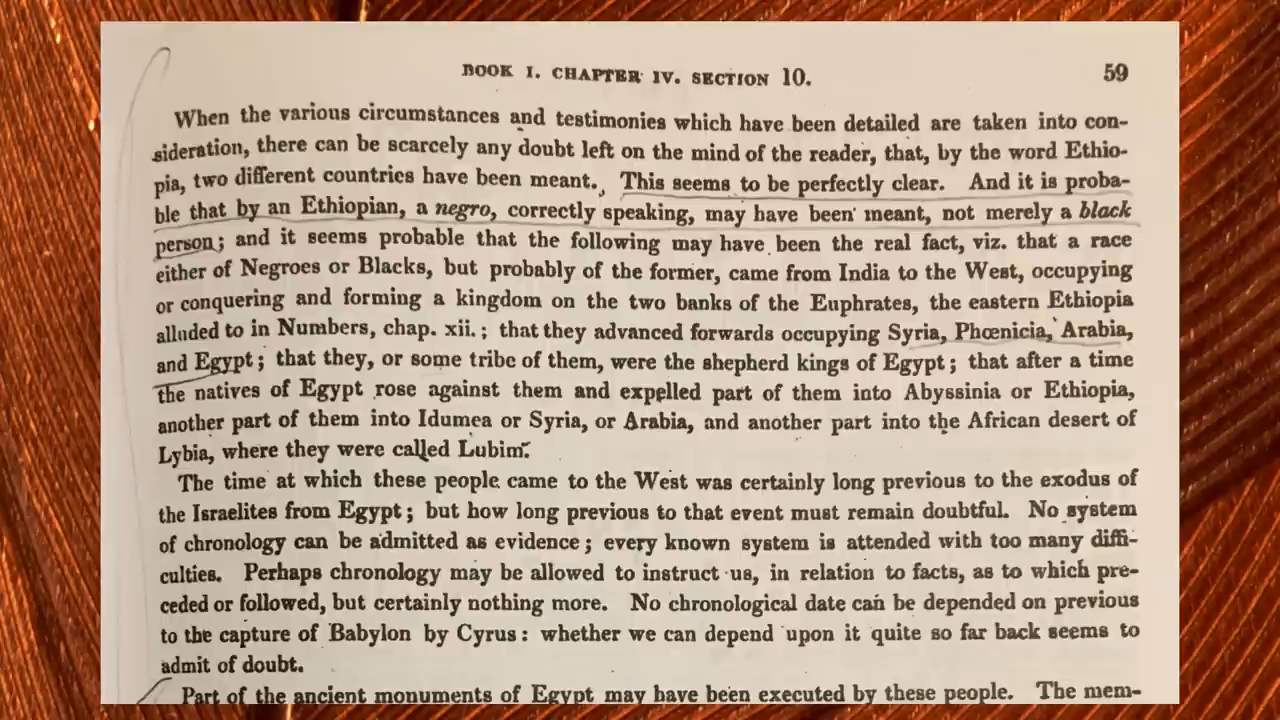 BOOK I. CHAPTER IV. SECTION 10.
59
When the various circumstances and testimonies which have been detailed are taken into con-
sideration, there can be scarcely any doubt left on the mind of the reader, that, by the word Ethio-
pia, two different countries have been meant. This seems to be perfectly clear. And it is proba-
ble that by an Ethiopian, a negro, correctly speaking, may have been meant, not merely a black
person; and it seems probable that the following may have been the real fact, viz. that a race
either of Negroes or Blacks, but probably of the former, came from India to the West, occupying
or conquering and forming a kingdom on the two banks of the Euphrates, the eastern Ethiopia
alluded to in Numbers, chap. xii.; that they advanced forwards occupying Syria, Phœnicia, Arabia,
and Egypt; that they, or some tribe of them, were the shepherd kings of Egypt; that after a time
the natives of Egypt rose against them and expelled part of them into Abyssinia or Ethiopia,
another part of them into Idumea or Syria, or Arabia, and another part into the African desert of
Lybia, where they were called Lubim.
The time at which these people came to the West was certainly long previous to the exodus of
the Israelites from Egypt; but how long previous to that event must remain doubtful. No system
of chronology can be admitted as evidence; every known system is attended with too many diffi-
culties. Perhaps chronology may be allowed to instruct us, in relation to facts, as to which pre-
ceded or followed, but certainly nothing more. No chronological date can be depended on previous
to the capture of Babylon by Cyrus: whether we can depend upon it quite so far back seems to
admit of doubt.
Part of the ancient monuments of Egypt may have been executed by these people. The mem-